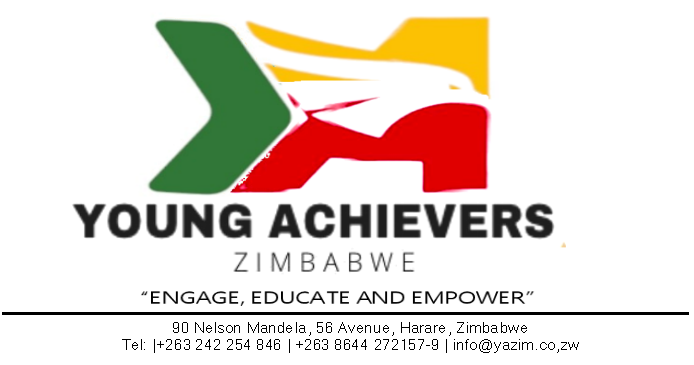 YOUNG ACHIEVERS
ZIMBABWE
“ENGAGE, EDUCATE AND EMPOWER”
90 Nelson Mandela, 56 Avenue, Harare, Zimbabwe
Tel: |+263 242 254 846 | +263 8644 272157-9 | info@yazim.co,zw